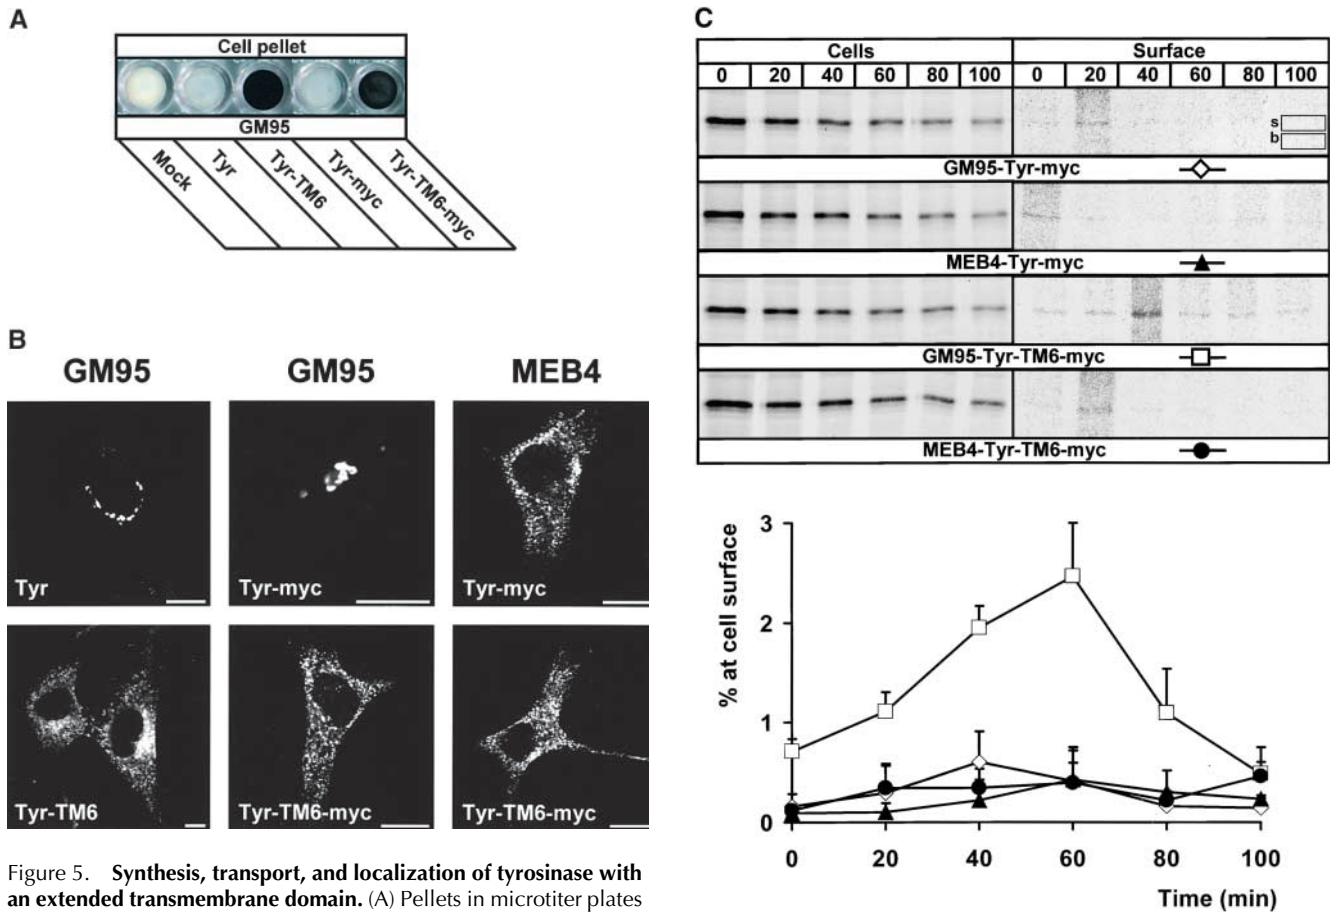 A
Cell pellet
GM95
Mock
Tyr
Tyr-TM6
Tyr-myc
Tyr-TM6-myc
B
GM95 GM95 MEB4
Tyr Tyr-myc Tyr-myc
Tyr-TM6 Tyr-TM6-myc Tyr-TM6-myc
Figure 5. Synthesis, transport, and localization of tyrosinase with
an extended transmembrane domain. (A) Pellets in microtiter plates
C
Cells Surface
0 20 40 60 80 100 0 20 40 60 80 100
s
b
GM95-Tyr-myc
MEB4-Tyr-myc
GM95-Tyr-TM6-myc
MEB4-Tyr-TM6-myc
% at cell surface
3
2
1
0
0 20 40 60 80 100
Time (min)